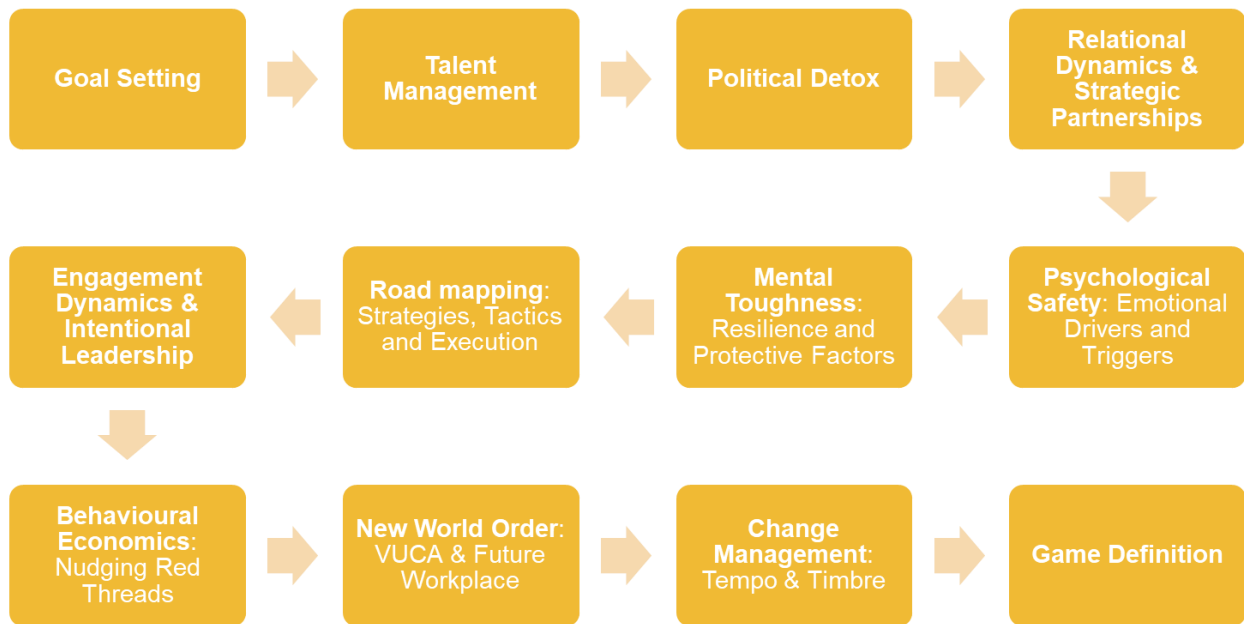 Goal Setting
Talent
Management
Political Detox
Relational
Dynamics &
Strategic
Partnerships
Psychological
Safety: Emotional
Drivers and
Triggers
Mental
Toughness:
Resilience and
Protective Factors
Road mapping:
Strategies, Tactics
and Execution
Engagement
Dynamics &
Intentional
Leadership
Behavioural
Economics:
Nudging Red
Threads
New World Order:
VUCA & Future
Workplace
Change
Management:
Tempo & Timbre
Game Definition